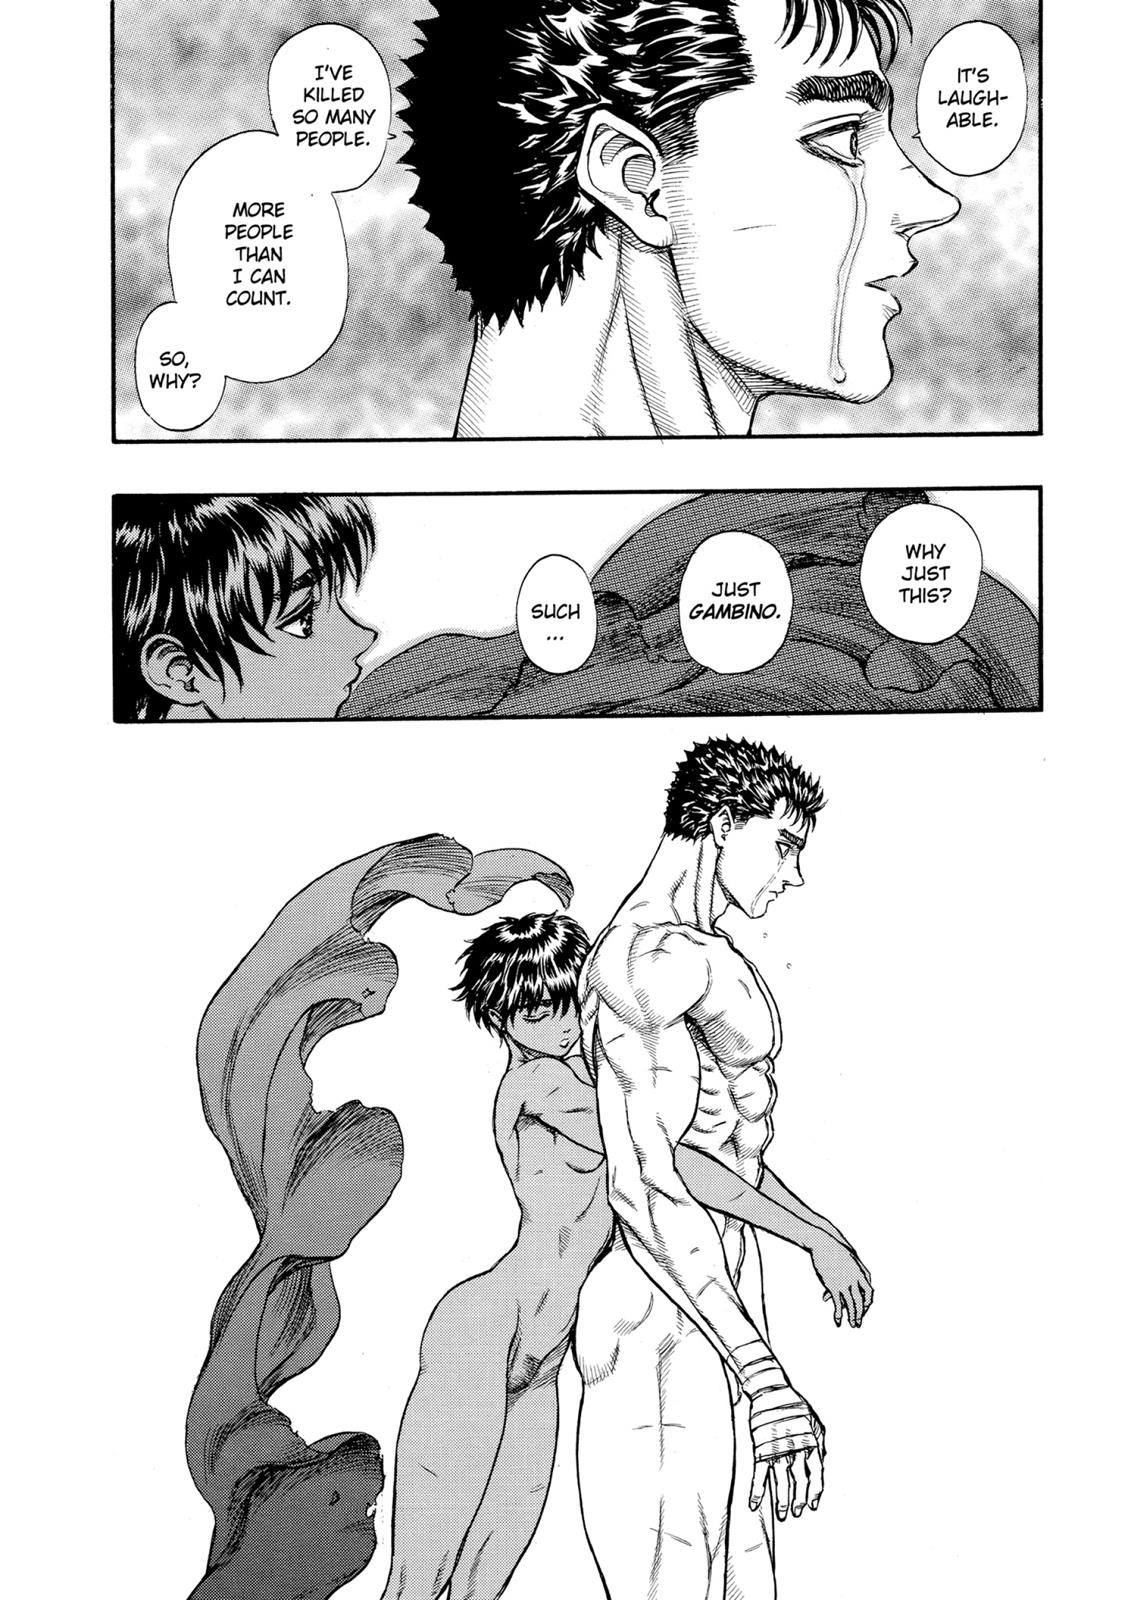 IT'S
LAUGH-
ABLE.
I'VE
KILLED
SO MANY
PEOPLE.
MORE
PEOPLE
THAN
I CAN
COUNT.
SO,
WHY?
WHY
JUST
THIS?
JUST
GAMBINO.
SUCH
...